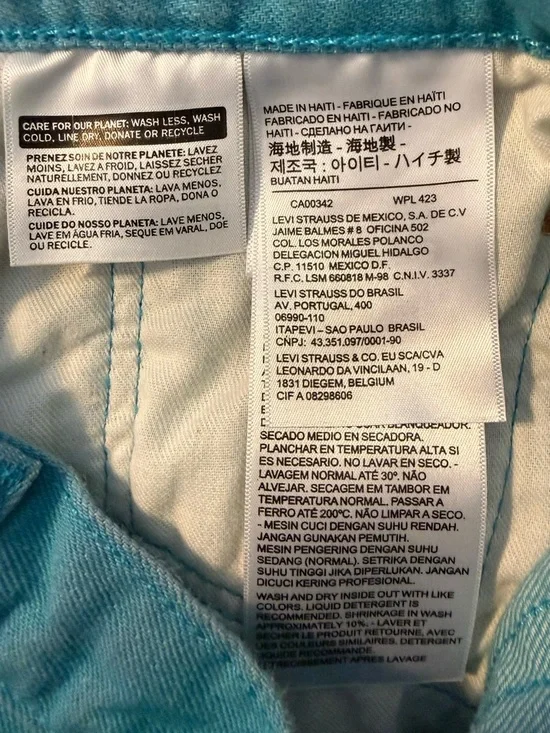 CARE FOR OUR PLANET: WASH LESS, WASH
COLD, LINE DRY, DONATE OR RECYCLE
PRENEZ SOIN DE NOTRE PLANETE: LAVEZ
MOINS, LAVEZ A FROID, LAISSEZ SECHER
NATURELLEMENT, DONNEZ OU RECYCLEZ
CUIDA NUESTRO PLANETA: LAVA MENOS,
LAVA EN FRIO, TIENDE LA ROPA, DONA O
RECICLA.
CUIDE DO NOSSO PLANETA: LAVE MENOS,
LAVE EM ÁGUA FRIA, SEQUE EM VARAL, DOE
OU RECICLE.
MADE IN HAITI - FABRIQUE EN HAÏTI
FABRICADO EN HAITI - FABRICADO NO
HAITI - СДЕЛАНО НА ГАИТИ -
海地制造 - 海地製 -
제조국 : 아이티 - ハイチ製
BUATAN HAITI
CA00342 WPL 423
LEVI STRAUSS DE MEXICO, S.A. DE C.V
JAIME BALMES # 8 OFICINA 502
COL. LOS MORALES POLANCO
DELEGACION MIGUEL HIDALGO
C.P. 11510 MEXICO D.F.
R.F.C. LSM 660818 M-98 C.N.I.V. 3337
LEVI STRAUSS DO BRASIL
AV. PORTUGAL, 400
06990-110
ITAPEVI – SAO PAULO BRASIL
CÑPJ: 43,351.097/0001-90
LEVI STRAUSS & CO. EU SCA/CVA
LEONARDO DA VINCILAAN, 19 - D
1831 DIEGEM, BELGIUM
CIF A 08298606
USAR BLANQUEADOR.
SECADO MEDIO EN SECADORA.
PLANCHAR EN TEMPERATURA ALTA SI
ES NECESARIO. NO LAVAR EN SECO. -
LAVAGEM NORMAL ATÉ 30º. NÃO
ALVEJAR. SECAGEM EM TAMBOR EM
TEMPERATURA NORMAL. PASSAR A
FERRO ATÉ 200ºC. NÃO LIMPAR A SECO.
- MESIN CUCI DENGAN SUHU RENDAH.
JANGAN GUNAKAN PEMUTIH.
MESIN PENGERING DENGAN SUHU
SEDANG (NORMAL). SETRIKA DENGAN
SUHU TINGGI JIKA DIPERLUKAN. JANGAN
DICUCI KERING PROFESIONAL.
WASH AND DRY INSIDE OUT WITH LIKE
COLORS. LIQUID DETERGENT IS
RECOMMENDED. SHRINKAGE IN WASH
APPROXIMATELY 10%. - LAVER ET
SECHER LE PRODUIT RETOURNE, AVEC
DES COULEURS SIMILAIRES. DETERGENT
LIQUIDE RECOMMANDE.
RETRECISSEMENT APRES LAVAGE